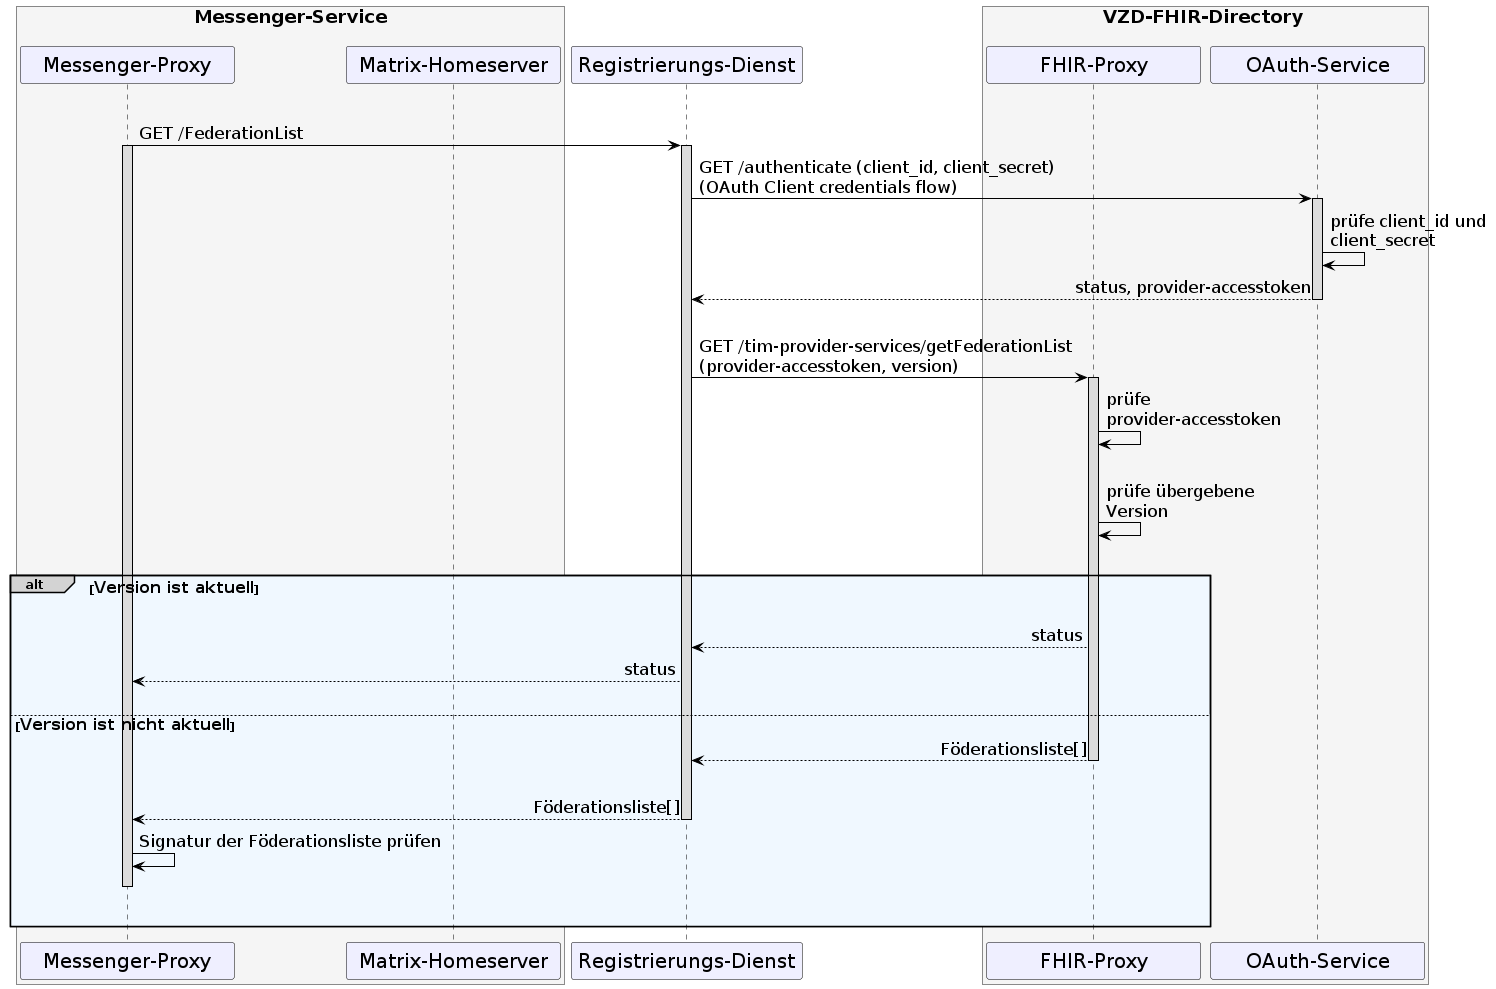 Messenger-Service
VZD-FHIR-Directory
Messenger-Proxy
Matrix-Homeserver
Registrierungs-Dienst
FHIR-Proxy
OAuth-Service
GET /FederationList
GET /authenticate (client_id, client_secret)
(OAuth Client credentials flow)
prüfe client_id und
client_secret
status, provider-accesstoken
GET /tim-provider-services/getFederationList
(provider-accesstoken, version)
prüfe
provider-accesstoken
prüfe übergebene
Version
alt
[Version ist aktuell]
status
status
[Version ist nicht aktuell]
Föderationsliste[]
Föderationsliste[]
Signatur der Föderationsliste prüfen
Messenger-Proxy
Matrix-Homeserver
Registrierungs-Dienst
FHIR-Proxy
OAuth-Service